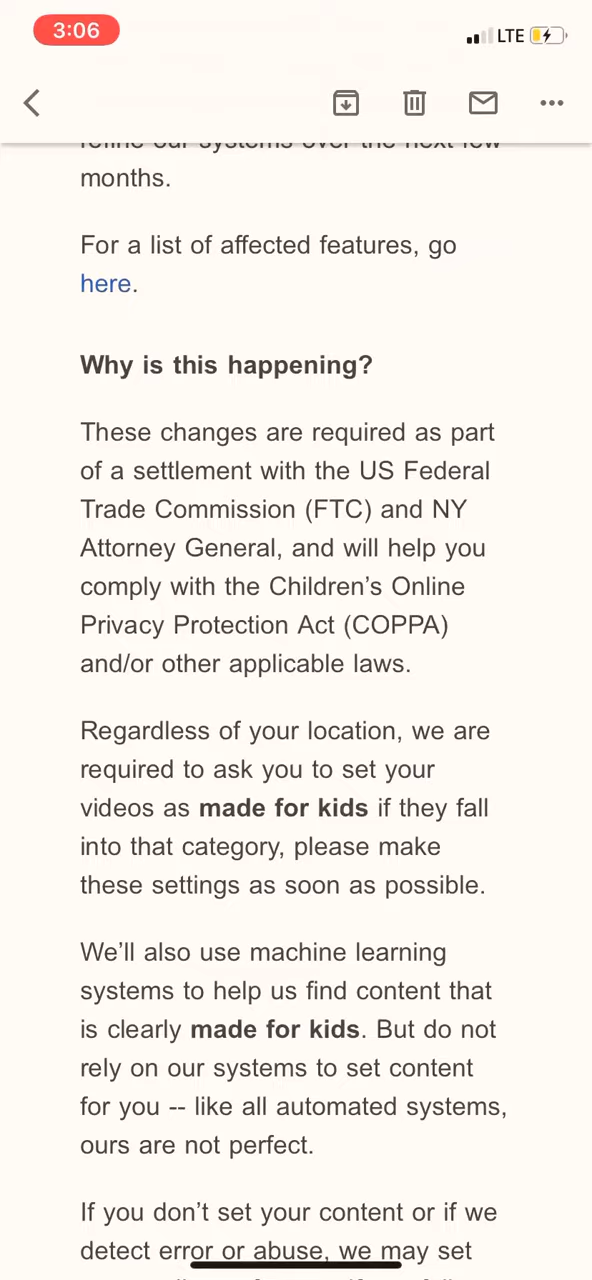 3:06
LTE
refine our systems over the next few
months.
For a list of affected features, go
here.
Why is this happening?
These changes are required as part
of a settlement with the US Federal
Trade Commission (FTC) and NY
Attorney General, and will help you
comply with the Children’s Online
Privacy Protection Act (COPPA)
and/or other applicable laws.
Regardless of your location, we are
required to ask you to set your
videos as made for kids if they fall
into that category, please make
these settings as soon as possible.
We’ll also use machine learning
systems to help us find content that
is clearly made for kids. But do not
rely on our systems to set content
for you -- like all automated systems,
ours are not perfect.
If you don’t set your content or if we
detect error or abuse, we may set